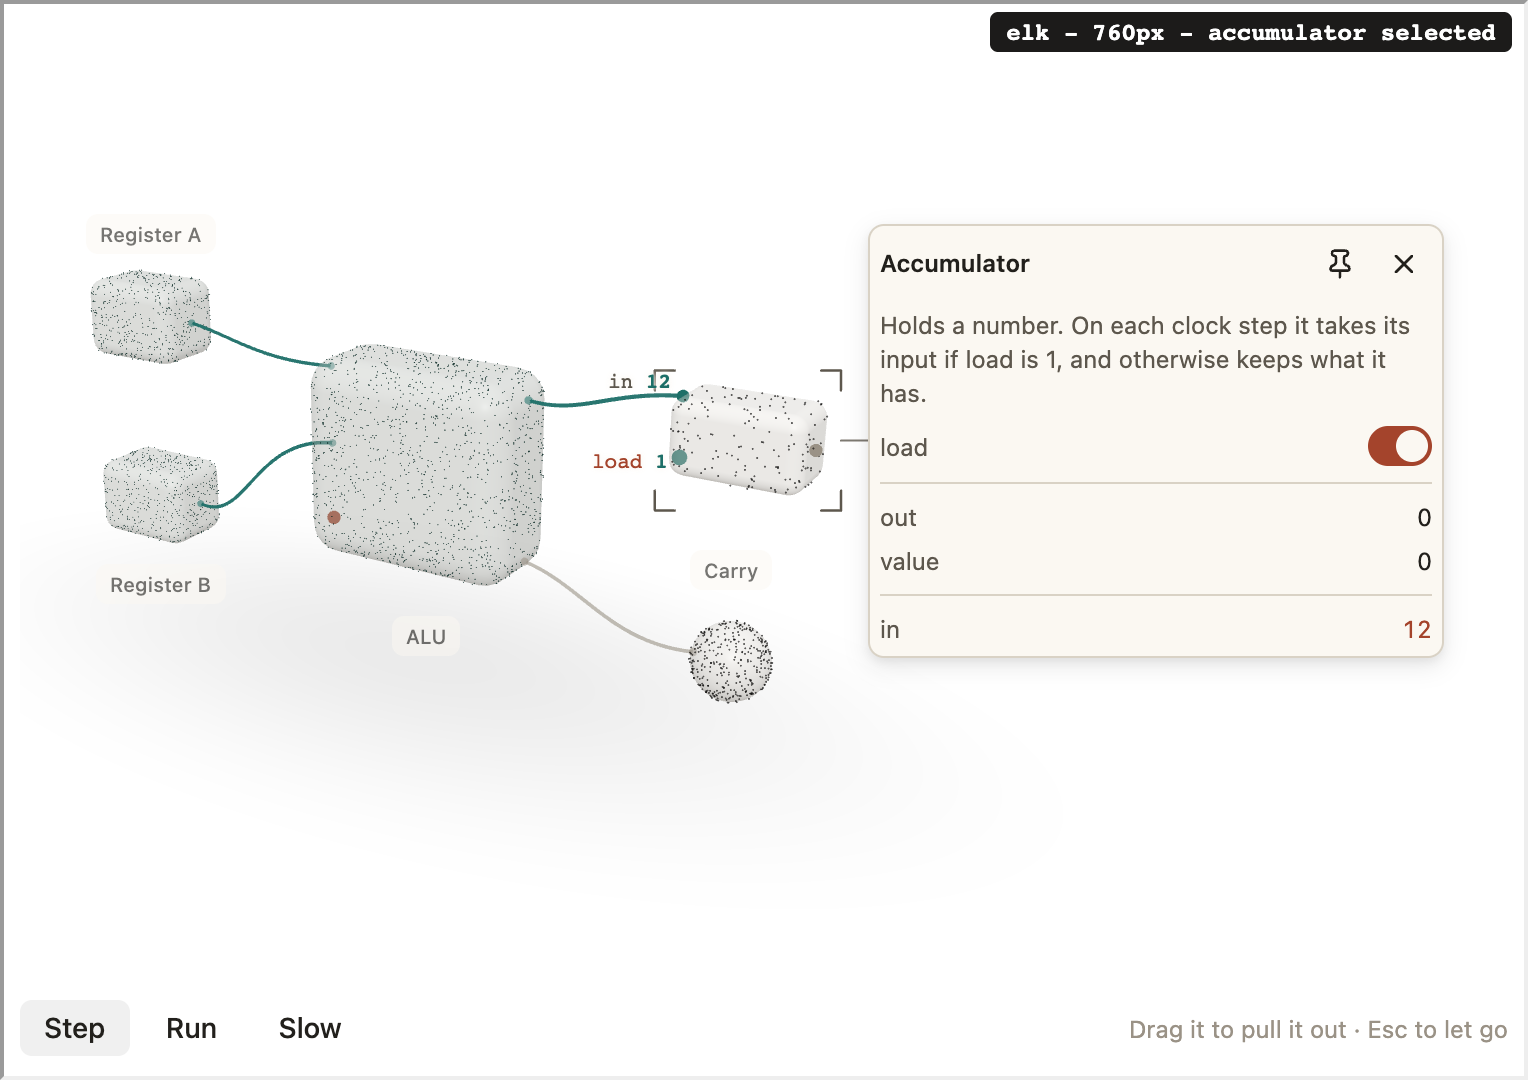 elk - 760px - accumulator selected
Register A
Accumulator
Holds a number. On each clock step it takes its
input if load is 1, and otherwise keeps what it
has.
in 12
load 1
load
out 0
value 0
in 12
Carry
Register B
ALU
Step Run Slow
Drag it to pull it out · Esc to let go